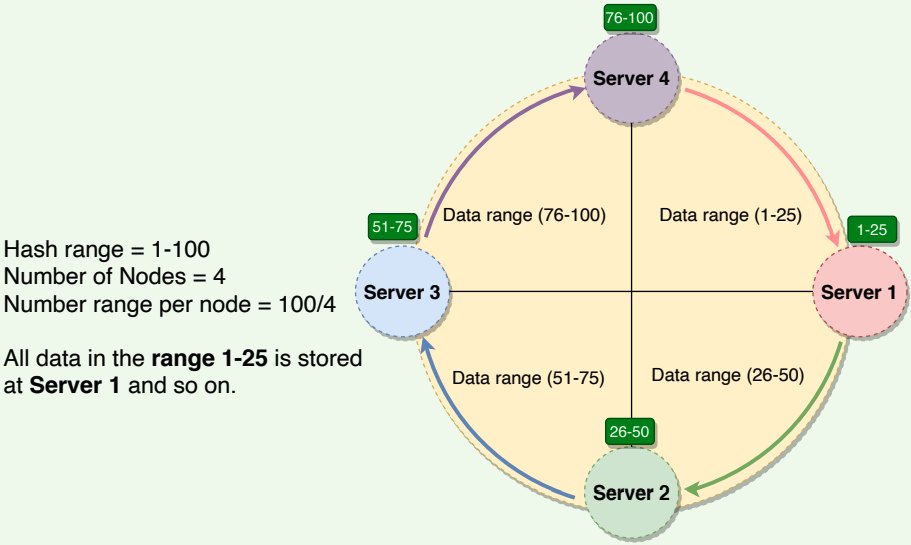 76-100
Server 4
Data range (76-100)
Data range (1-25)
51-75
1-25
Hash range = 1-100
Number of Nodes = 4
Number range per node = 100/4
Server 3
Server 1
All data in the range 1-25 is stored
at Server 1 and so on.
Data range (51-75)
Data range (26-50)
26-50
Server 2